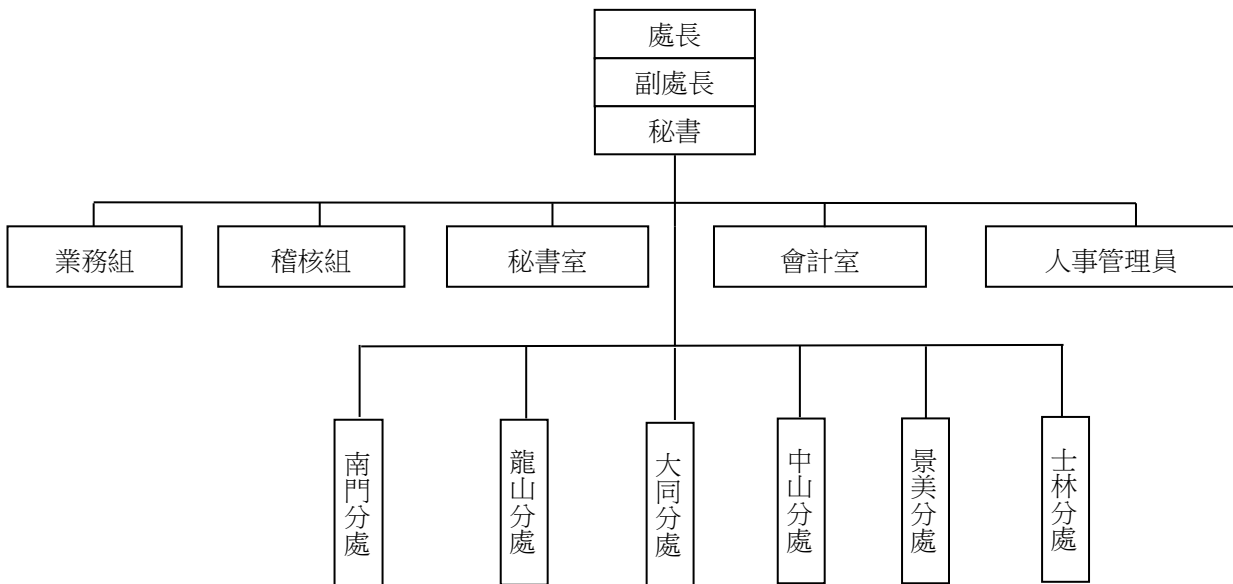 處長
副處長
秘書
業務組
稽核組
秘書室
會計室
人事管理員
南門分處
龍山分處
大同分處
中山分處
景美分處
士林分處